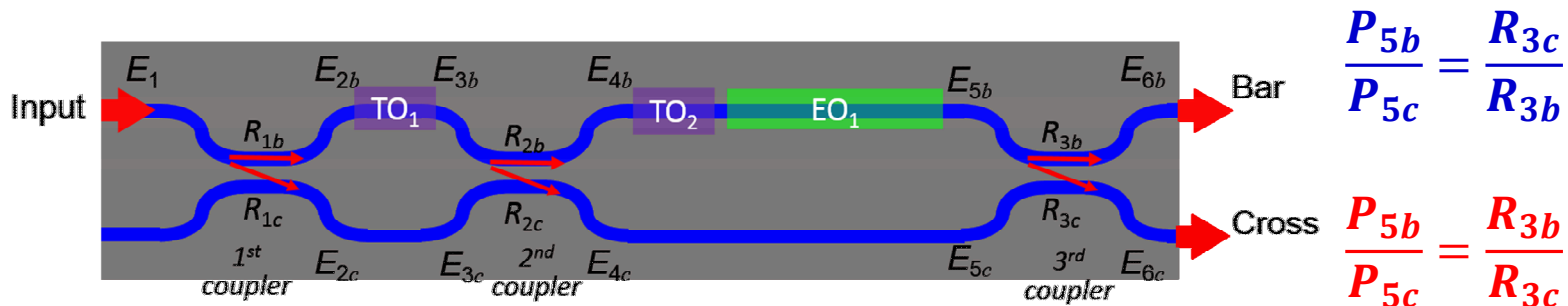 E1 E2b E3b E4b E5b E6b
Input TO1 TO2 EO1 Bar
R1b R2b R3b
R1c R2c R3c
Cross
1st coupler E2c E3c 2nd coupler E4c E5c 3rd coupler E6c
P5b/P5c = R3c/R3b
P5b/P5c = R3b/R3c